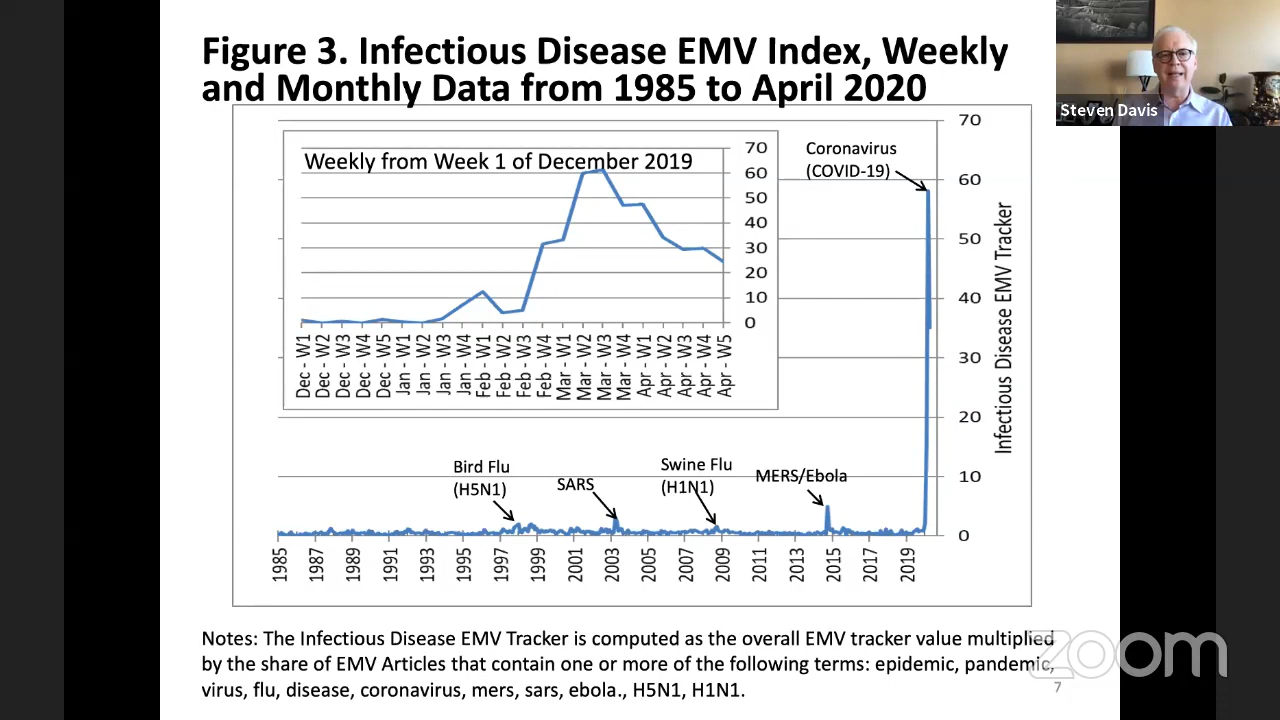 Figure 3. Infectious Disease EMV Index, Weekly
and Monthly Data from 1985 to April 2020
Steven Davis
Weekly from Week 1 of December 2019
70
60
50
40
30
20
10
0
Dec - W1
Dec - W2
Dec - W3
Dec - W4
Dec - W5
Jan - W1
Jan - W2
Jan - W3
Jan - W4
Feb - W1
Feb - W2
Feb - W3
Feb - W4
Mar - W1
Mar - W2
Mar - W3
Mar - W4
Apr - W1
Apr - W2
Apr - W3
Apr - W4
Apr - W5
Coronavirus
(COVID-19)
70
60
50
40
30
20
10
0
Infectious Disease EMV Tracker
Bird Flu
(H5N1)
SARS
Swine Flu
(H1N1)
MERS/Ebola
1985
1987
1989
1991
1993
1995
1997
1999
2001
2003
2005
2007
2009
2011
2013
2015
2017
2019
Notes: The Infectious Disease EMV Tracker is computed as the overall EMV tracker value multiplied
by the share of EMV Articles that contain one or more of the following terms: epidemic, pandemic,
virus, flu, disease, coronavirus, mers, sars, ebola., H5N1, H1N1.
7
zoom